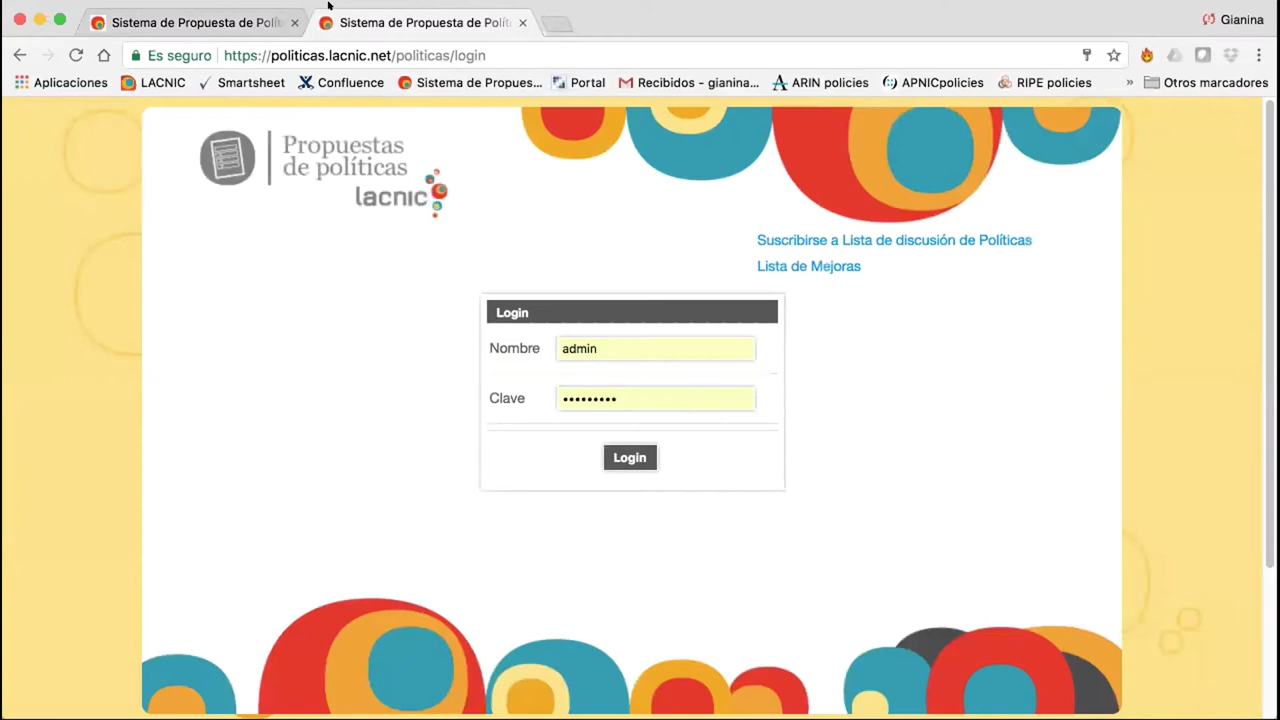 Sistema de Propuesta de Políti
Sistema de Propuesta de Políti
Gianina
Es seguro https://politicas.lacnic.net/politicas/login
Aplicaciones LACNIC Smartsheet Confluence Sistema de Propues... Portal Recibidos - gianina... ARIN policies APNICpolicies RIPE policies » Otros marcadores
Propuestas
de políticas
lacnic
Suscribirse a Lista de discusión de Políticas
Lista de Mejoras
Login
Nombre admin
Clave •••••••••
Login